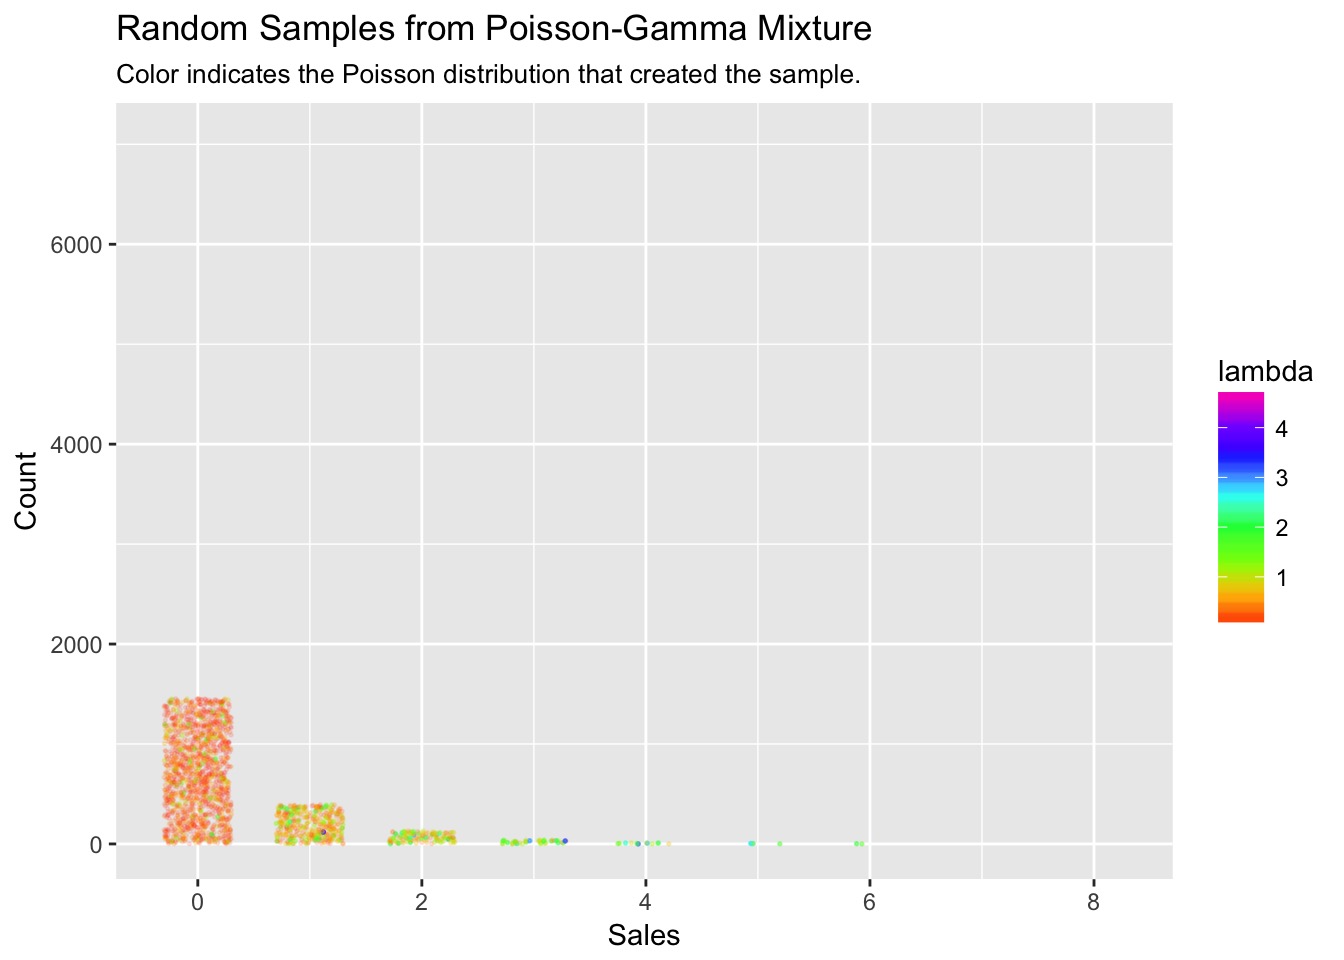 Random Samples from Poisson-Gamma Mixture
Color indicates the Poisson distribution that created the sample.
6000
4000
2000
0
Count
0 2 4 6 8
Sales
lambda
4
3
2
1